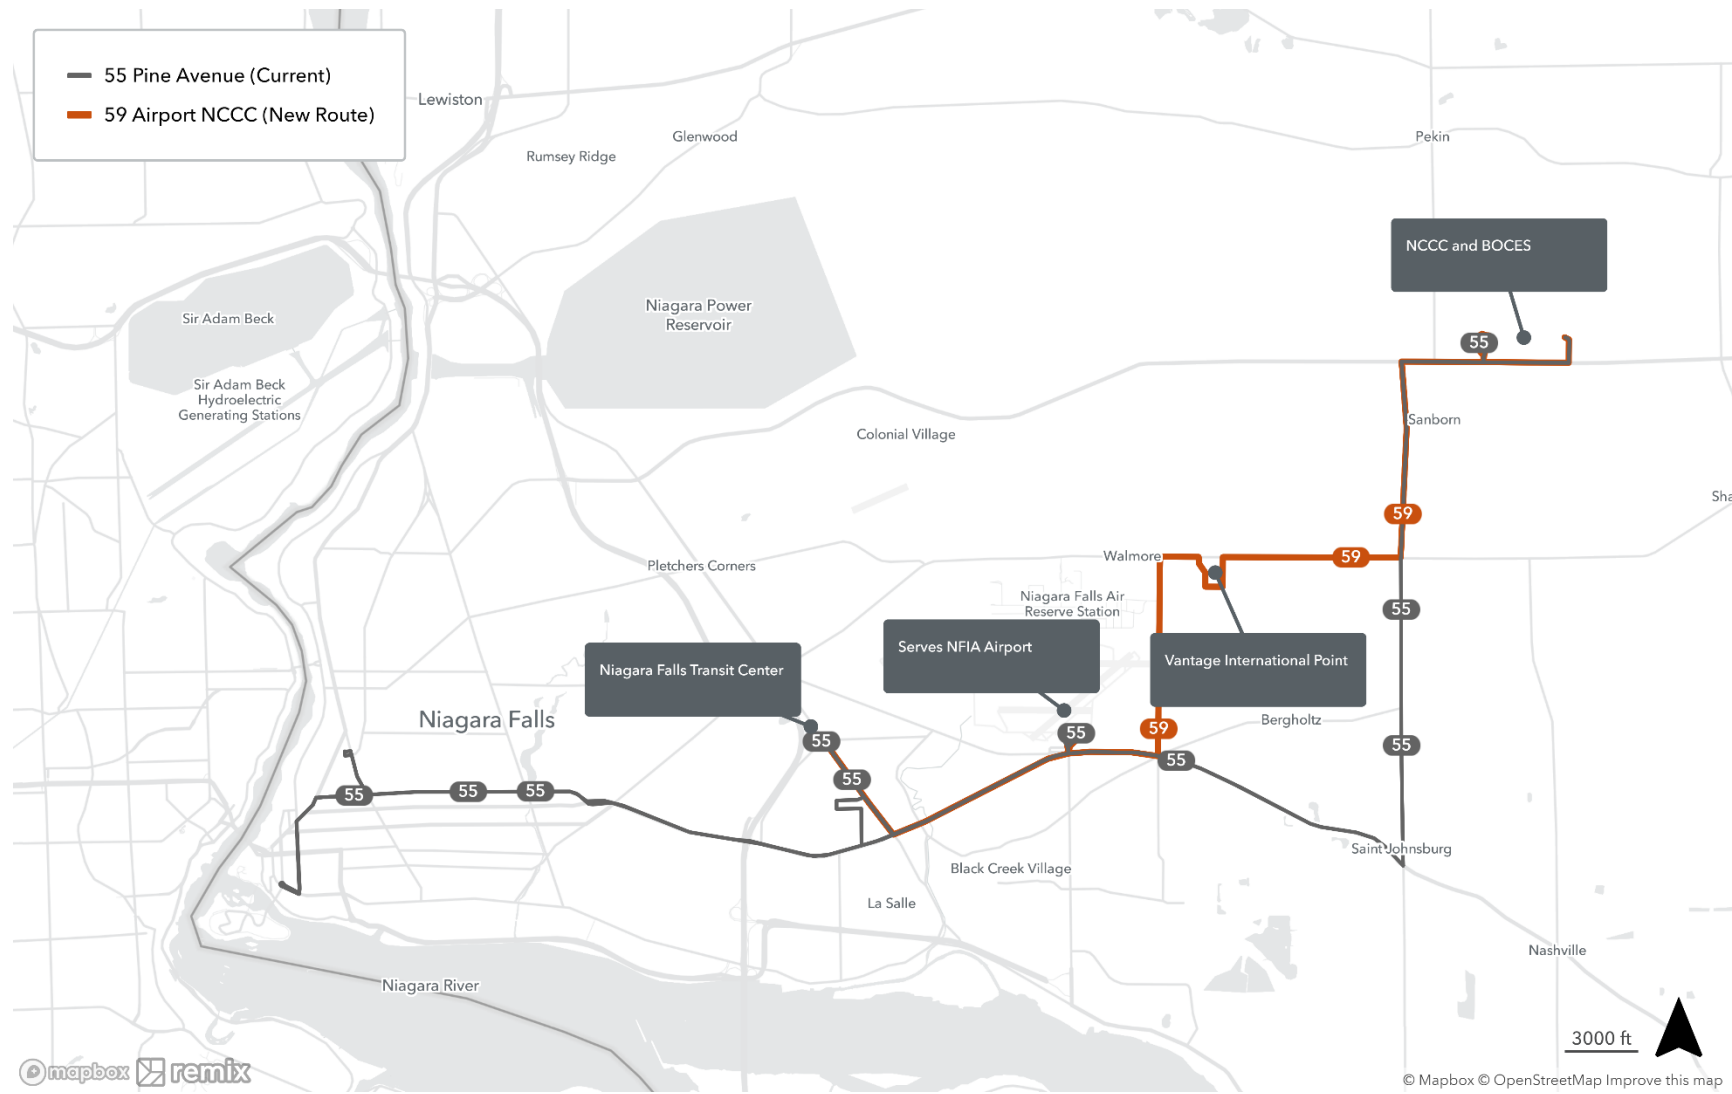 55 Pine Avenue (Current)
59 Airport NCCC (New Route)
Lewiston
Glenwood
Rumsey Ridge
Pekin
NCCC and BOCES
Niagara Power
Reservoir
Sir Adam Beck
55
Sir Adam Beck
Hydroelectric
Generating Stations
Sanborn
Colonial Village
Sha
59
Walmore
59
Pletchers Corners
Niagara Falls Air
Reserve Station
55
Serves NFIA Airport
Vantage International Point
Niagara Falls Transit Center
Niagara Falls
Bergholtz
59
55
55
55
55
55
55
55
55
Saint Johnsburg
Black Creek Village
La Salle
Nashville
Niagara River
3000 ft
mapbox
remix
© Mapbox © OpenStreetMap Improve this map